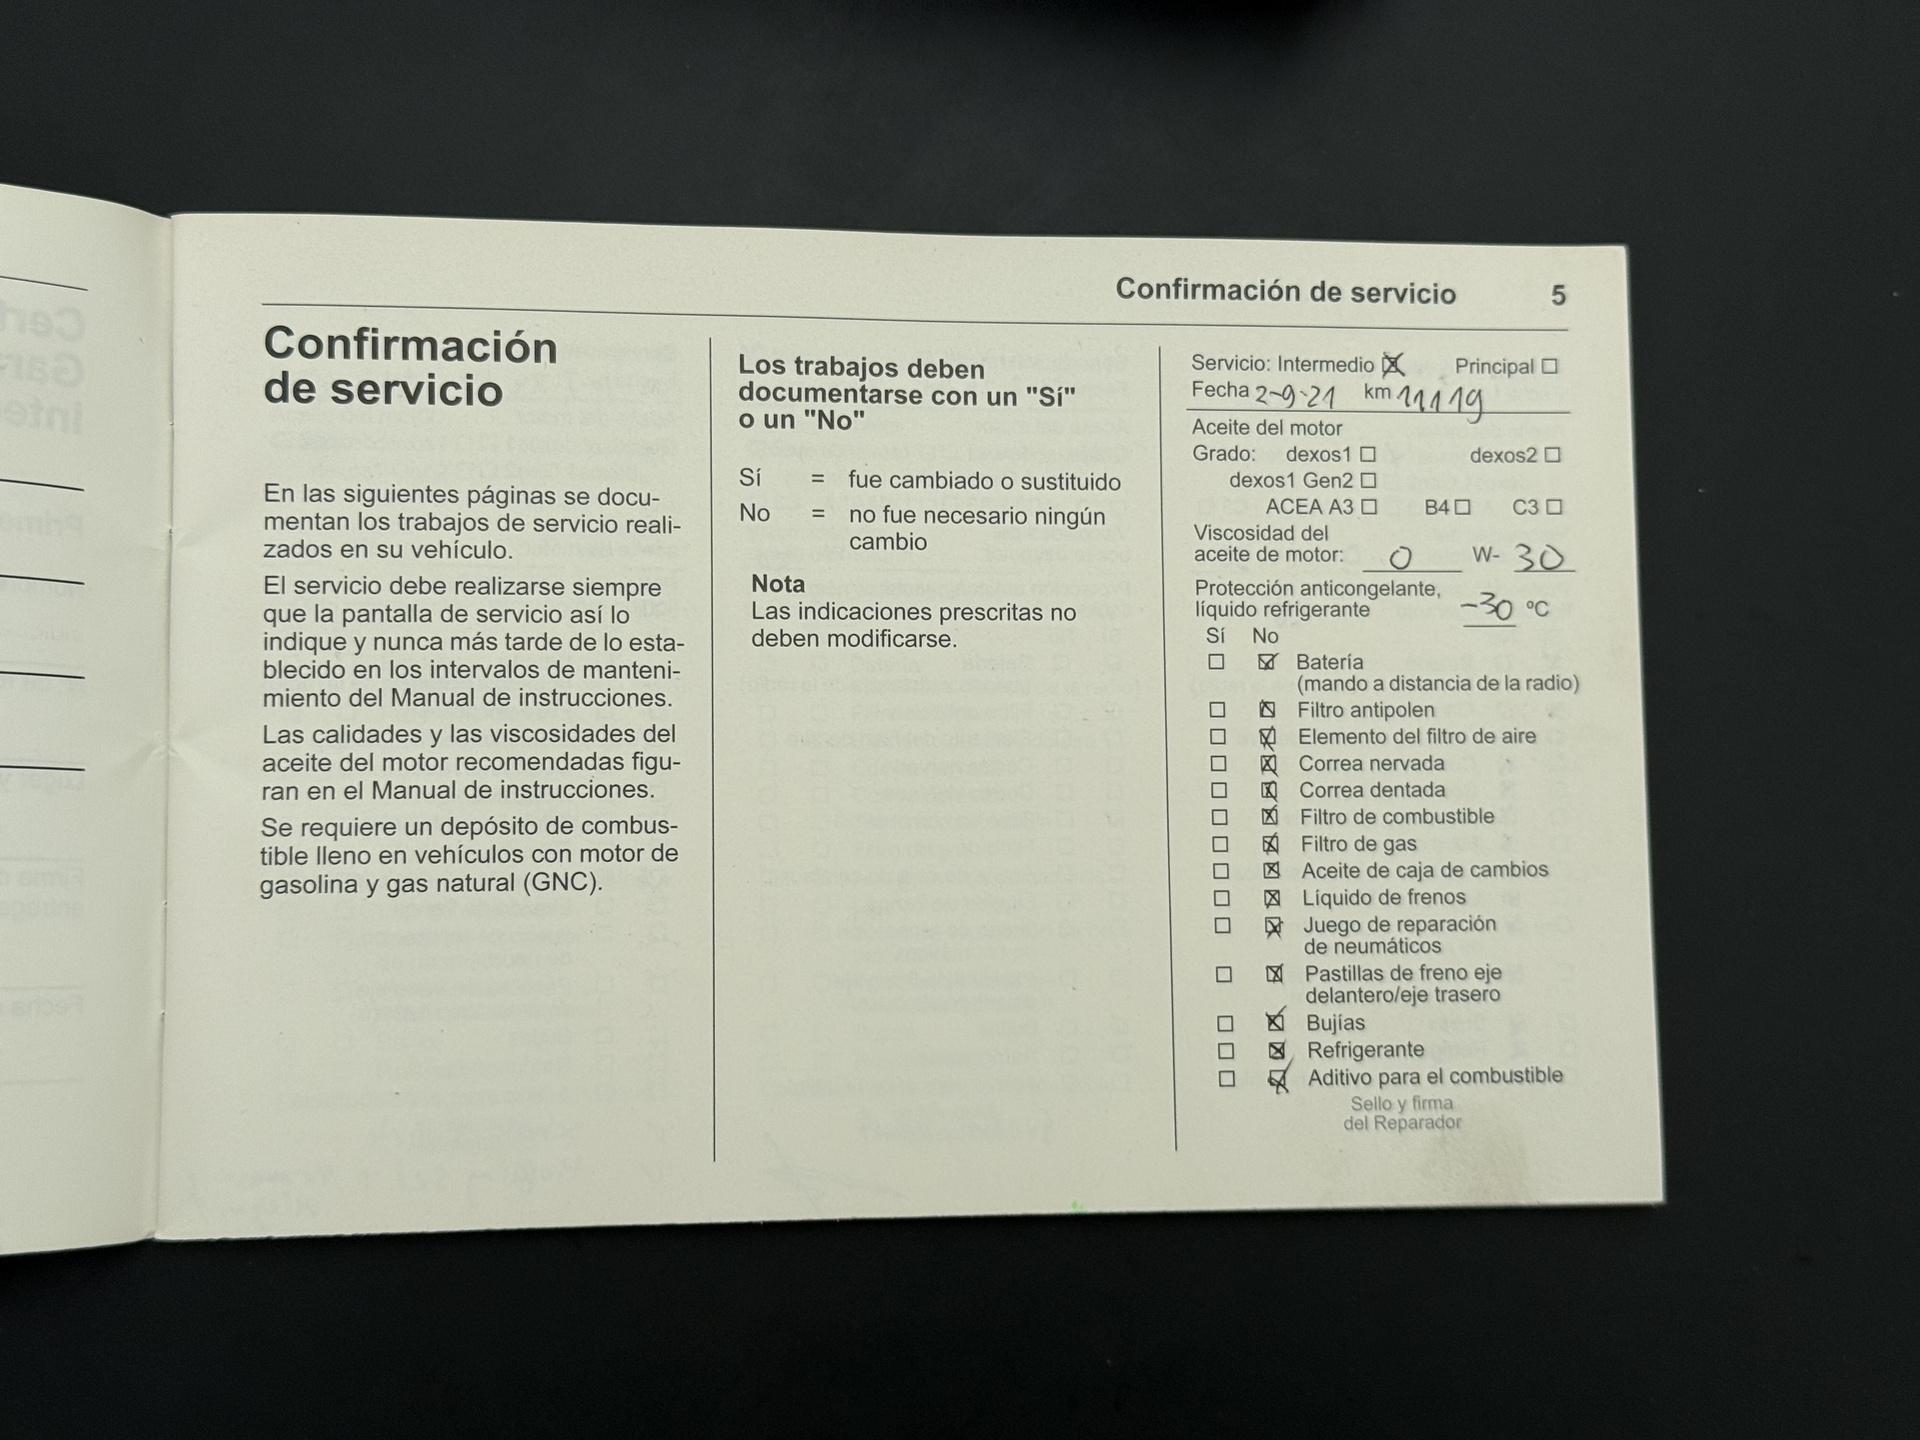 Confirmación de servicio 5
Confirmación
de servicio
En las siguientes páginas se docu-
mentan los trabajos de servicio reali-
zados en su vehículo.
El servicio debe realizarse siempre
que la pantalla de servicio así lo
indique y nunca más tarde de lo esta-
blecido en los intervalos de manteni-
miento del Manual de instrucciones.
Las calidades y las viscosidades del
aceite del motor recomendadas figu-
ran en el Manual de instrucciones.
Se requiere un depósito de combus-
tible lleno en vehículos con motor de
gasolina y gas natural (GNC).
Los trabajos deben
documentarse con un "Sí"
o un "No"
Sí = fue cambiado o sustituido
No = no fue necesario ningún
cambio
Nota
Las indicaciones prescritas no
deben modificarse.
Servicio: Intermedio ☒ Principal ☐
Fecha 2-9-21 km 11119
Aceite del motor
Grado: dexos1 ☐ dexos2 ☐
dexos1 Gen2 ☐
ACEA A3 ☐ B4 ☐ C3 ☐
Viscosidad del
aceite de motor: 0 W- 30
Protección anticongelante,
líquido refrigerante -30 ºC
Sí No
☐ ☒ Batería
(mando a distancia de la radio)
☐ ☒ Filtro antipolen
☐ ☒ Elemento del filtro de aire
☐ ☒ Correa nervada
☐ ☒ Correa dentada
☐ ☒ Filtro de combustible
☐ ☒ Filtro de gas
☐ ☒ Aceite de caja de cambios
☐ ☒ Líquido de frenos
☐ ☒ Juego de reparación
de neumáticos
☐ ☒ Pastillas de freno eje
delantero/eje trasero
☐ ☒ Bujías
☐ ☒ Refrigerante
☐ ☒ Aditivo para el combustible
Sello y firma
del Reparador